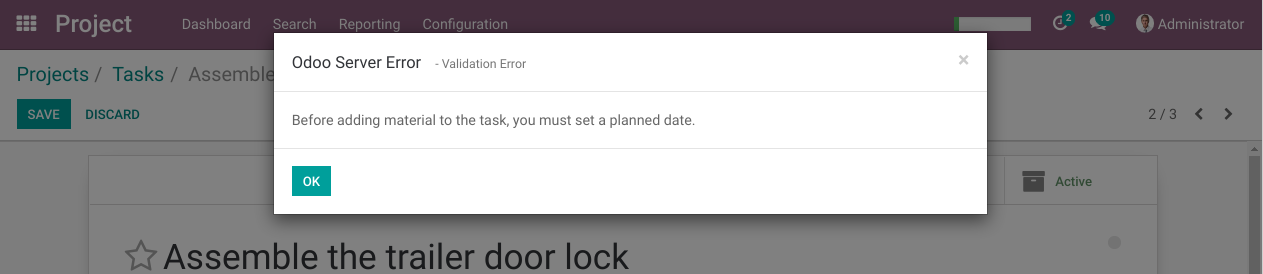 Project Dashboard Search Reporting Configuration 2 10 Administrator
Odoo Server Error - Validation Error ×
Projects / Tasks / Assemble
SAVE DISCARD
Before adding material to the task, you must set a planned date.
2 / 3
OK
Active
Assemble the trailer door lock